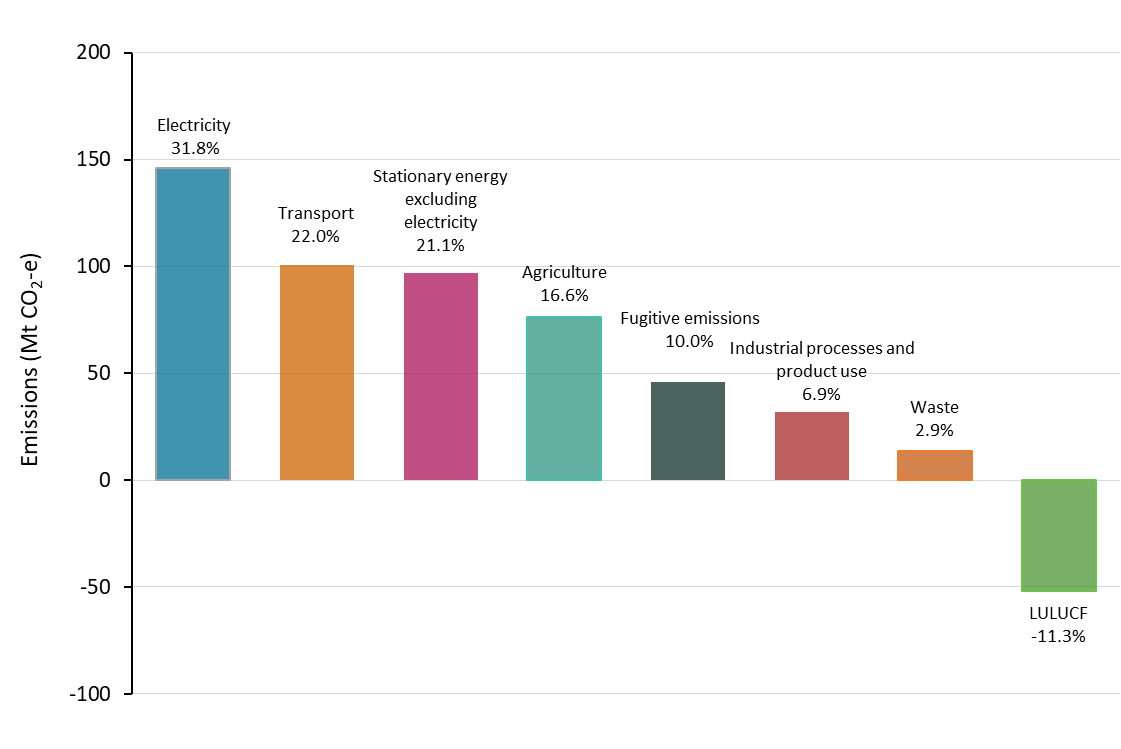 200
150
100
50
0
-50
-100
Emissions (Mt CO₂-e)
Electricity
31.8%
Transport
22.0%
Stationary energy
excluding
electricity
21.1%
Agriculture
16.6%
Fugitive emissions
10.0%
Industrial processes and
product use
6.9%
Waste
2.9%
LULUCF
-11.3%